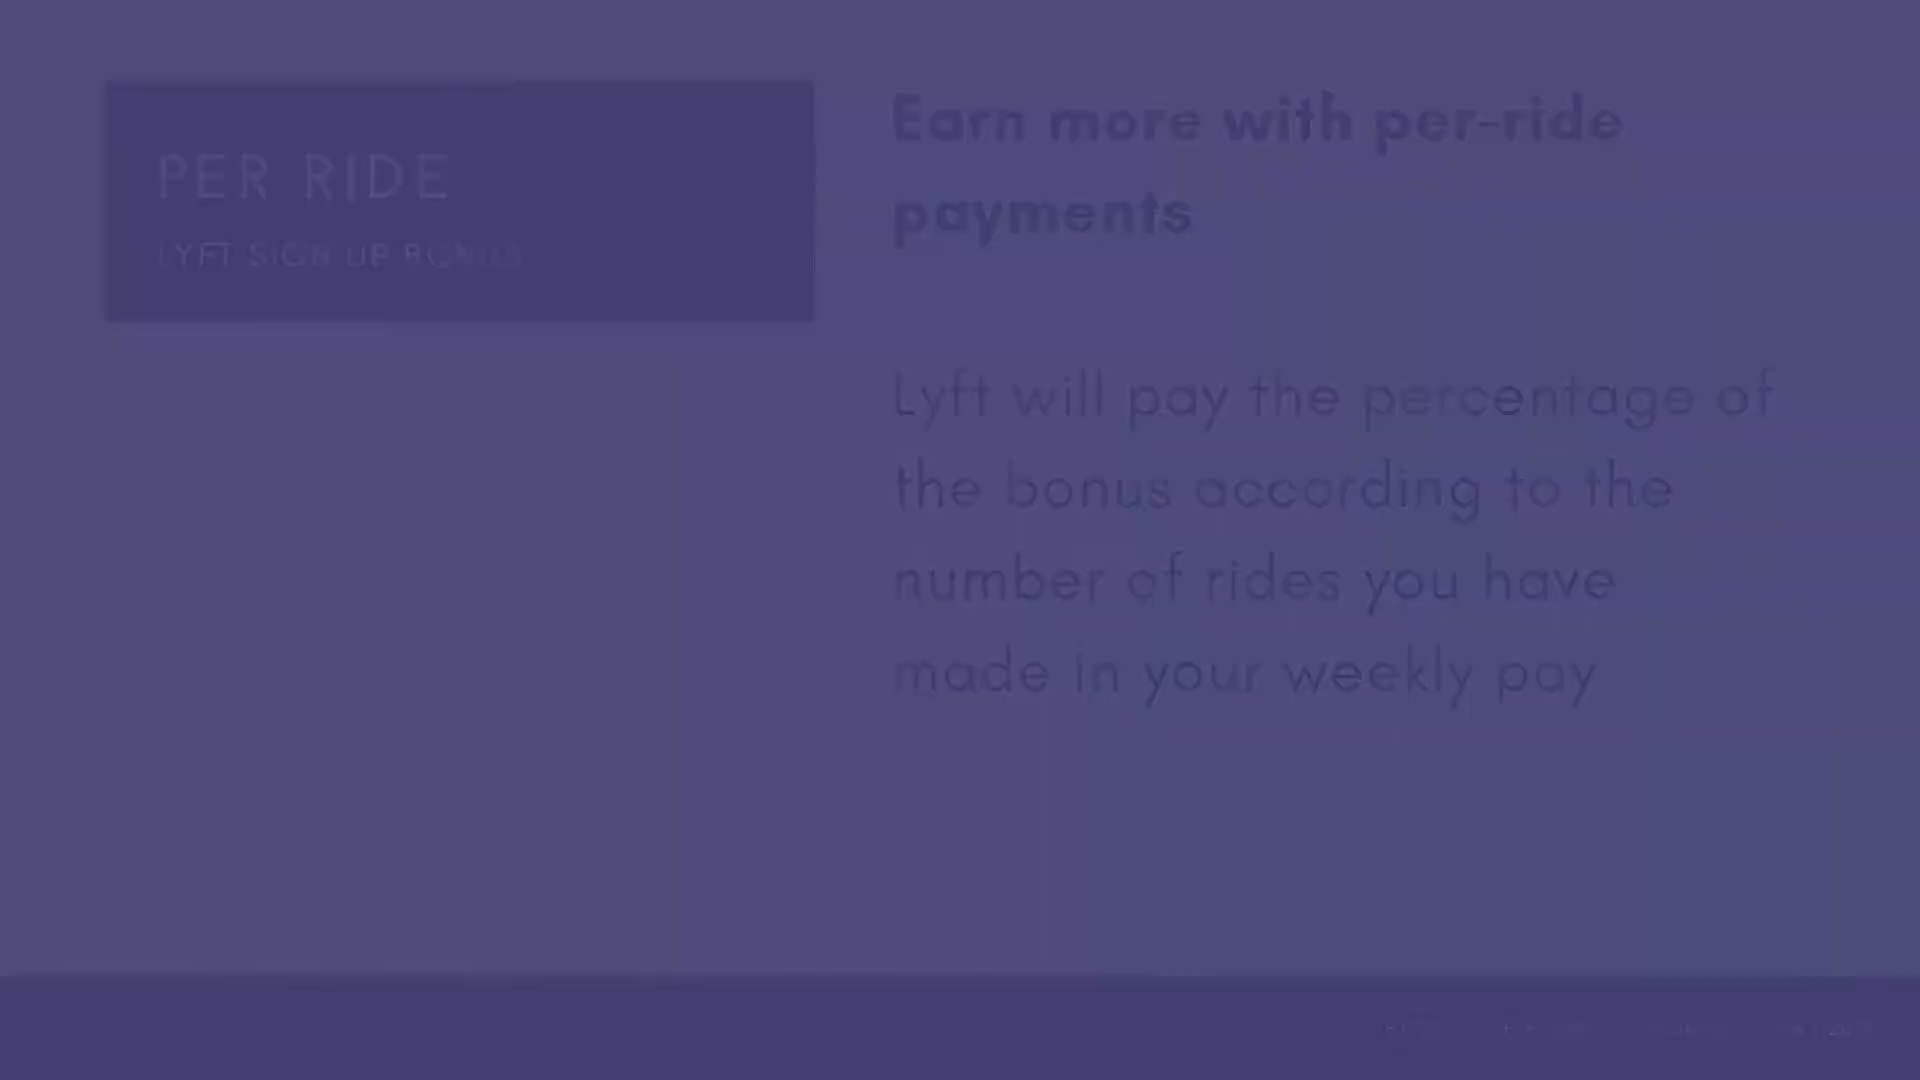 PER RIDE
LYFT SIGN UP BONUS
Earn more with per-ride
payments
Lyft will pay the percentage of
the bonus according to the
number of rides you have
made in your weekly pay